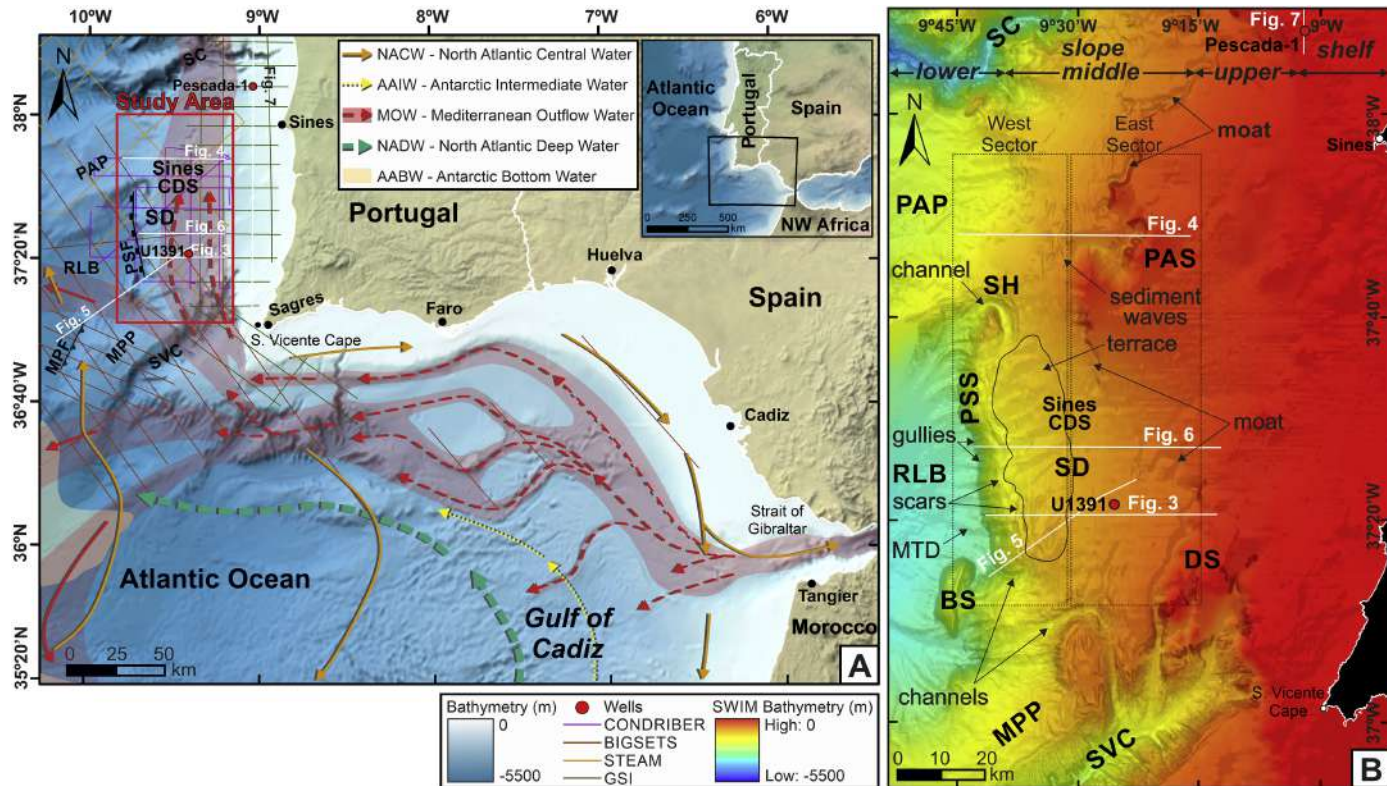 10°W
9°W
8°W
7°W
6°W
N
SC
Fig. 7
Pescada-1
Study Area
38°N
Sines
Fig. 4
PAP
Sines
CDS
SD
Fig. 6
PSF
U1391
Fig. 3
37°20'N
RLB
Fig. 5
MPF
MPP
SVC
Sagres
S. Vicente Cape
Faro
Portugal
Huelva
Spain
Cadiz
36°40'N
Strait of
Gibraltar
36°N
Tangier
Morocco
Atlantic Ocean
Gulf of
Cadiz
35°20'N
0 25 50
km
A
NACW - North Atlantic Central Water
AAIW - Antarctic Intermediate Water
MOW - Mediterranean Outflow Water
NADW - North Atlantic Deep Water
AABW - Antarctic Bottom Water
Atlantic
Ocean
Portugal
Spain
0 250 500
km
NW Africa
Bathymetry (m)
0
-5500
Wells
CONDRIBER
BIGSETS
STEAM
GSI
SWIM Bathymetry (m)
High: 0
Low: -5500
9°45'W
9°30'W
9°15'W
9°W
SC
Fig. 7
Pescada-1
slope
lower
middle
upper
shelf
N
moat
38°N
Sines
West
Sector
East
Sector
PAP
Fig. 4
PAS
channel
SH
sediment
waves
37°40'W
terrace
PSS
Sines
CDS
moat
gullies
Fig. 6
RLB
SD
scars
U1391
Fig. 3
37°20'W
MTD
Fig. 5
DS
BS
channels
S. Vicente
Cape
MPP
SVC
37°N
0 10 20
km
B